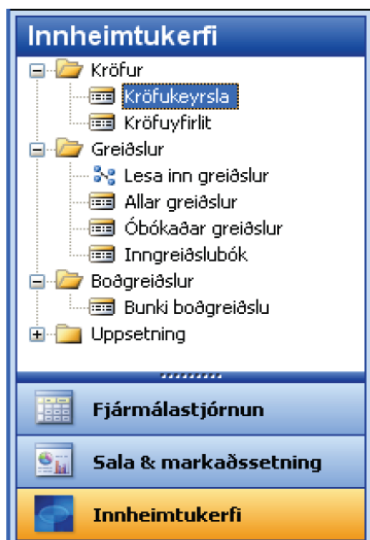 Innheimtukerfi
Kröfur
Kröfukeyrsla
Kröfuyfirlit
Greiðslur
Lesa inn greiðslur
Allar greiðslur
Óbókaðar greiðslur
Inngreiðslubók
Boðgreiðslur
Bunki boðgreiðslu
Uppsetning
Fjármálastjórnun
Sala & markaðssetning
Innheimtukerfi